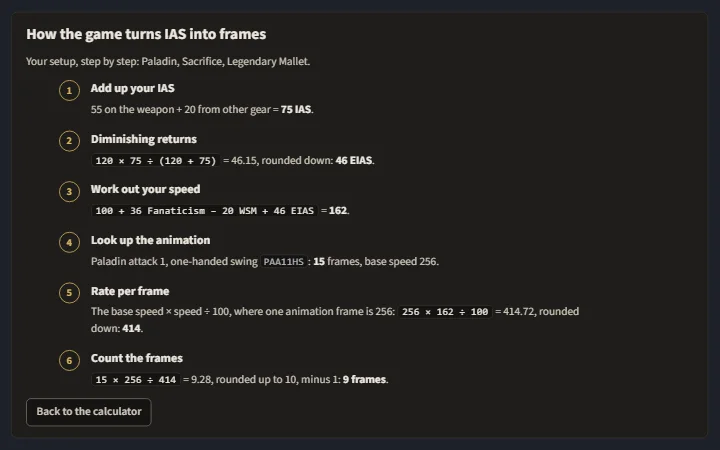 How the game turns IAS into frames
Your setup, step by step: Paladin, Sacrifice, Legendary Mallet.
1
Add up your IAS
55 on the weapon + 20 from other gear = 75 IAS.
2
Diminishing returns
120 × 75 ÷ (120 + 75) = 46.15, rounded down: 46 EIAS.
3
Work out your speed
100 + 36 Fanaticism − 20 WSM + 46 EIAS = 162.
4
Look up the animation
Paladin attack 1, one-handed swing PAA11HS: 15 frames, base speed 256.
5
Rate per frame
The base speed × speed ÷ 100, where one animation frame is 256: 256 × 162 ÷ 100 = 414.72, rounded
down: 414.
6
Count the frames
15 × 256 ÷ 414 = 9.28, rounded up to 10, minus 1: 9 frames.
Back to the calculator